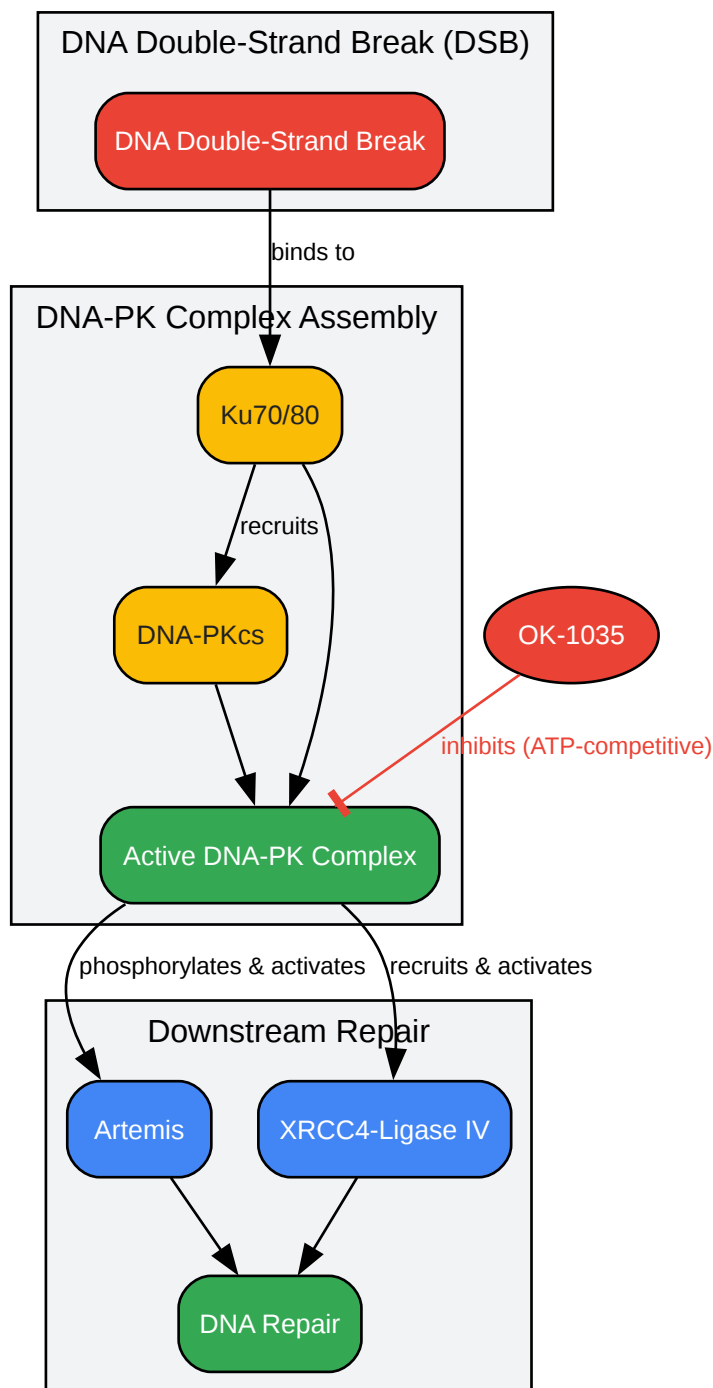 DNA Double-Strand Break (DSB)
DNA Double-Strand Break
binds to
DNA-PK Complex Assembly
Ku70/80
recruits
DNA-PKcs
OK-1035
inhibits (ATP-competitive)
Active DNA-PK Complex
phosphorylates & activates
recruits & activates
Downstream Repair
Artemis
XRCC4-Ligase IV
DNA Repair